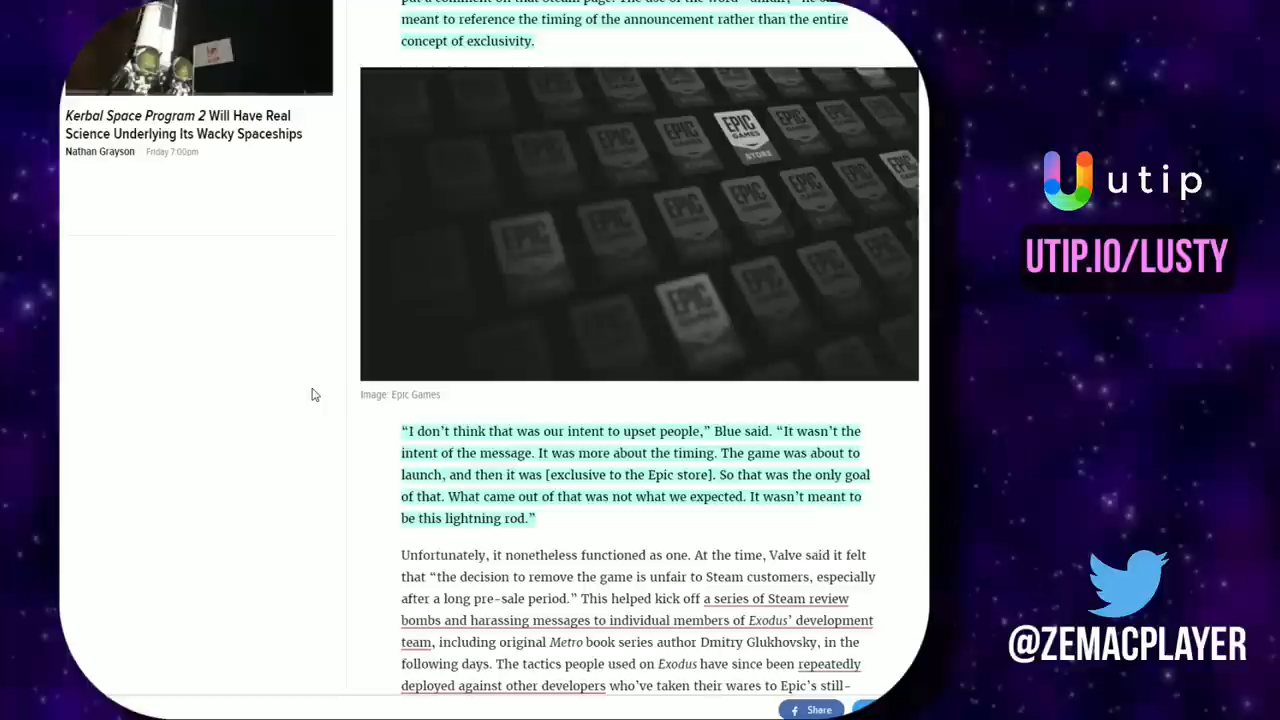 meant to reference the timing of the announcement rather than the entire
concept of exclusivity.
Kerbal Space Program 2 Will Have Real
Science Underlying Its Wacky Spaceships
Nathan Grayson Friday 7:00pm
EPIC
GAMES
STORE
Image: Epic Games
“I don’t think that was our intent to upset people,” Blue said. “It wasn’t the
intent of the message. It was more about the timing. The game was about to
launch, and then it was [exclusive to the Epic store]. So that was the only goal
of that. What came out of that was not what we expected. It wasn’t meant to
be this lightning rod.”
Unfortunately, it nonetheless functioned as one. At the time, Valve said it felt
that “the decision to remove the game is unfair to Steam customers, especially
after a long pre-sale period.” This helped kick off a series of Steam review
bombs and harassing messages to individual members of Exodus’ development
team, including original Metro book series author Dmitry Glukhovsky, in the
following days. The tactics people used on Exodus have since been repeatedly
deployed against other developers who’ve taken their wares to Epic’s still-
Share
utip
UTIP.IO/LUSTY
@ZEMACPLAYER